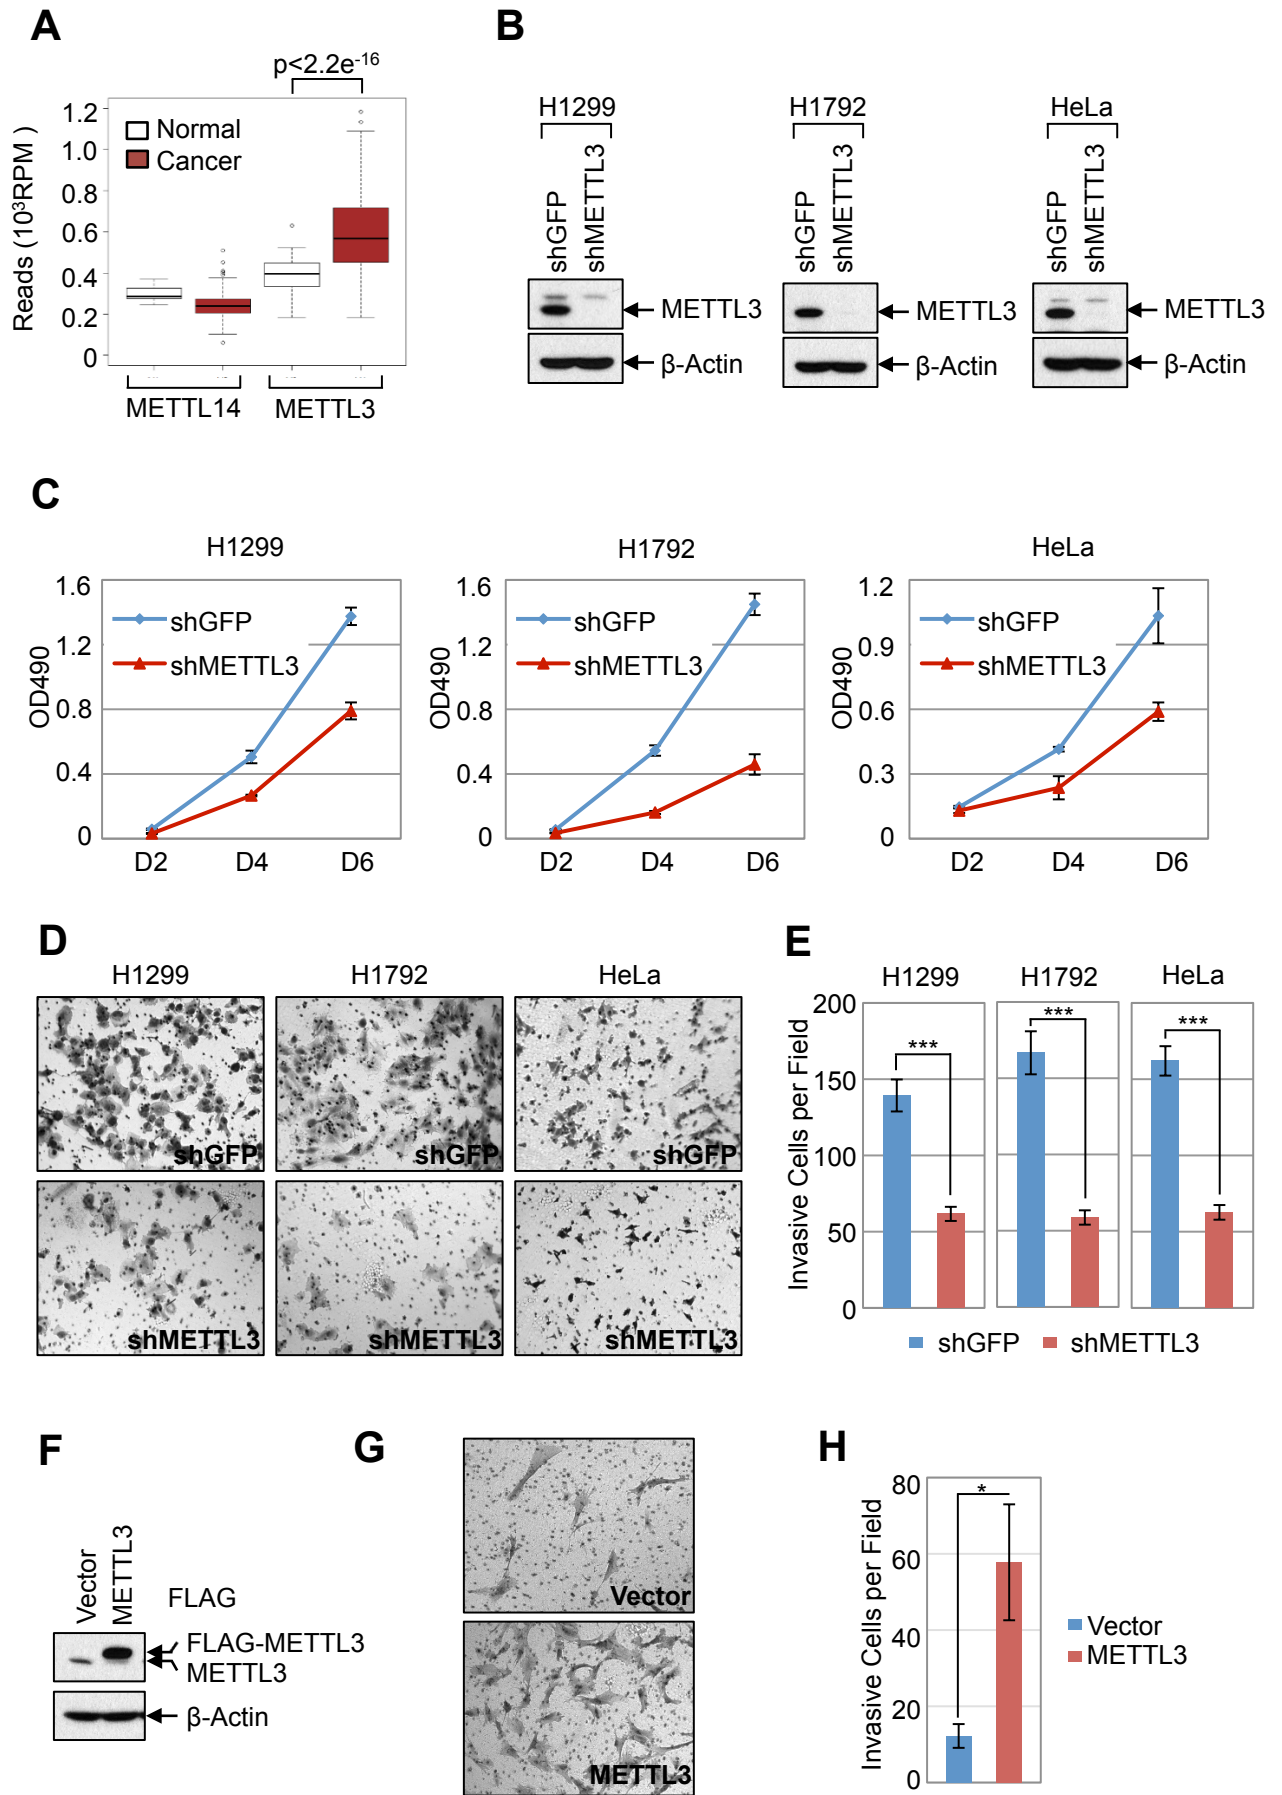 A
p<2.2e-16
Reads (10³RPM )
1.2
1.0
0.8
0.6
0.4
0.2
0
Normal
Cancer
METTL14
METTL3
B
H1299
H1792
HeLa
shGFP
shMETTL3
shGFP
shMETTL3
shGFP
shMETTL3
METTL3
METTL3
METTL3
β-Actin
β-Actin
β-Actin
C
H1299
OD490
1.6
1.2
0.8
0.4
0
shGFP
shMETTL3
D2 D4 D6
H1792
OD490
1.6
1.2
0.8
0.4
0
shGFP
shMETTL3
D2 D4 D6
HeLa
OD490
1.2
0.9
0.6
0.3
0
shGFP
shMETTL3
D2 D4 D6
D
H1299 H1792 HeLa
shGFP shGFP shGFP
shMETTL3 shMETTL3 shMETTL3
E
H1299 H1792 HeLa
Invasive Cells per Field
200
150
100
50
0
*** *** ***
shGFP shMETTL3
F
Vector
METTL3
FLAG
FLAG-METTL3
METTL3
β-Actin
G
Vector
METTL3
H
Invasive Cells per Field
80
60
40
20
0
*
Vector
METTL3